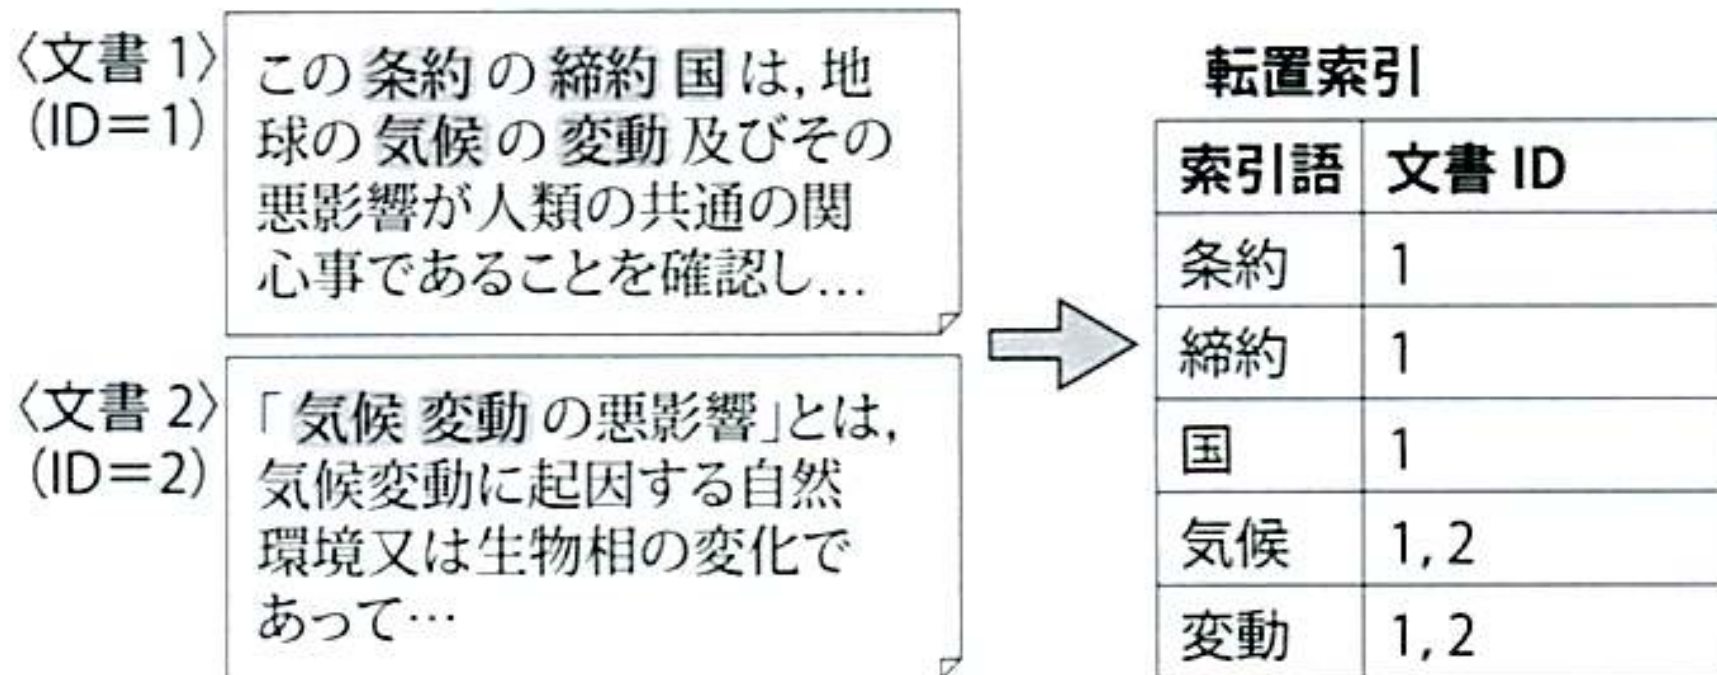 〈文書 1〉
(ID=1)
この 条約 の 締約 国 は, 地
球の 気候 の 変動 及びその
悪影響が人類の共通の関
心事であることを確認し…
〈文書 2〉
(ID=2)
「 気候 変動 の悪影響」とは,
気候変動に起因する自然
環境又は生物相の変化で
あって…
転置索引
索引語 文書 ID
条約 1
締約 1
国 1
気候 1, 2
変動 1, 2